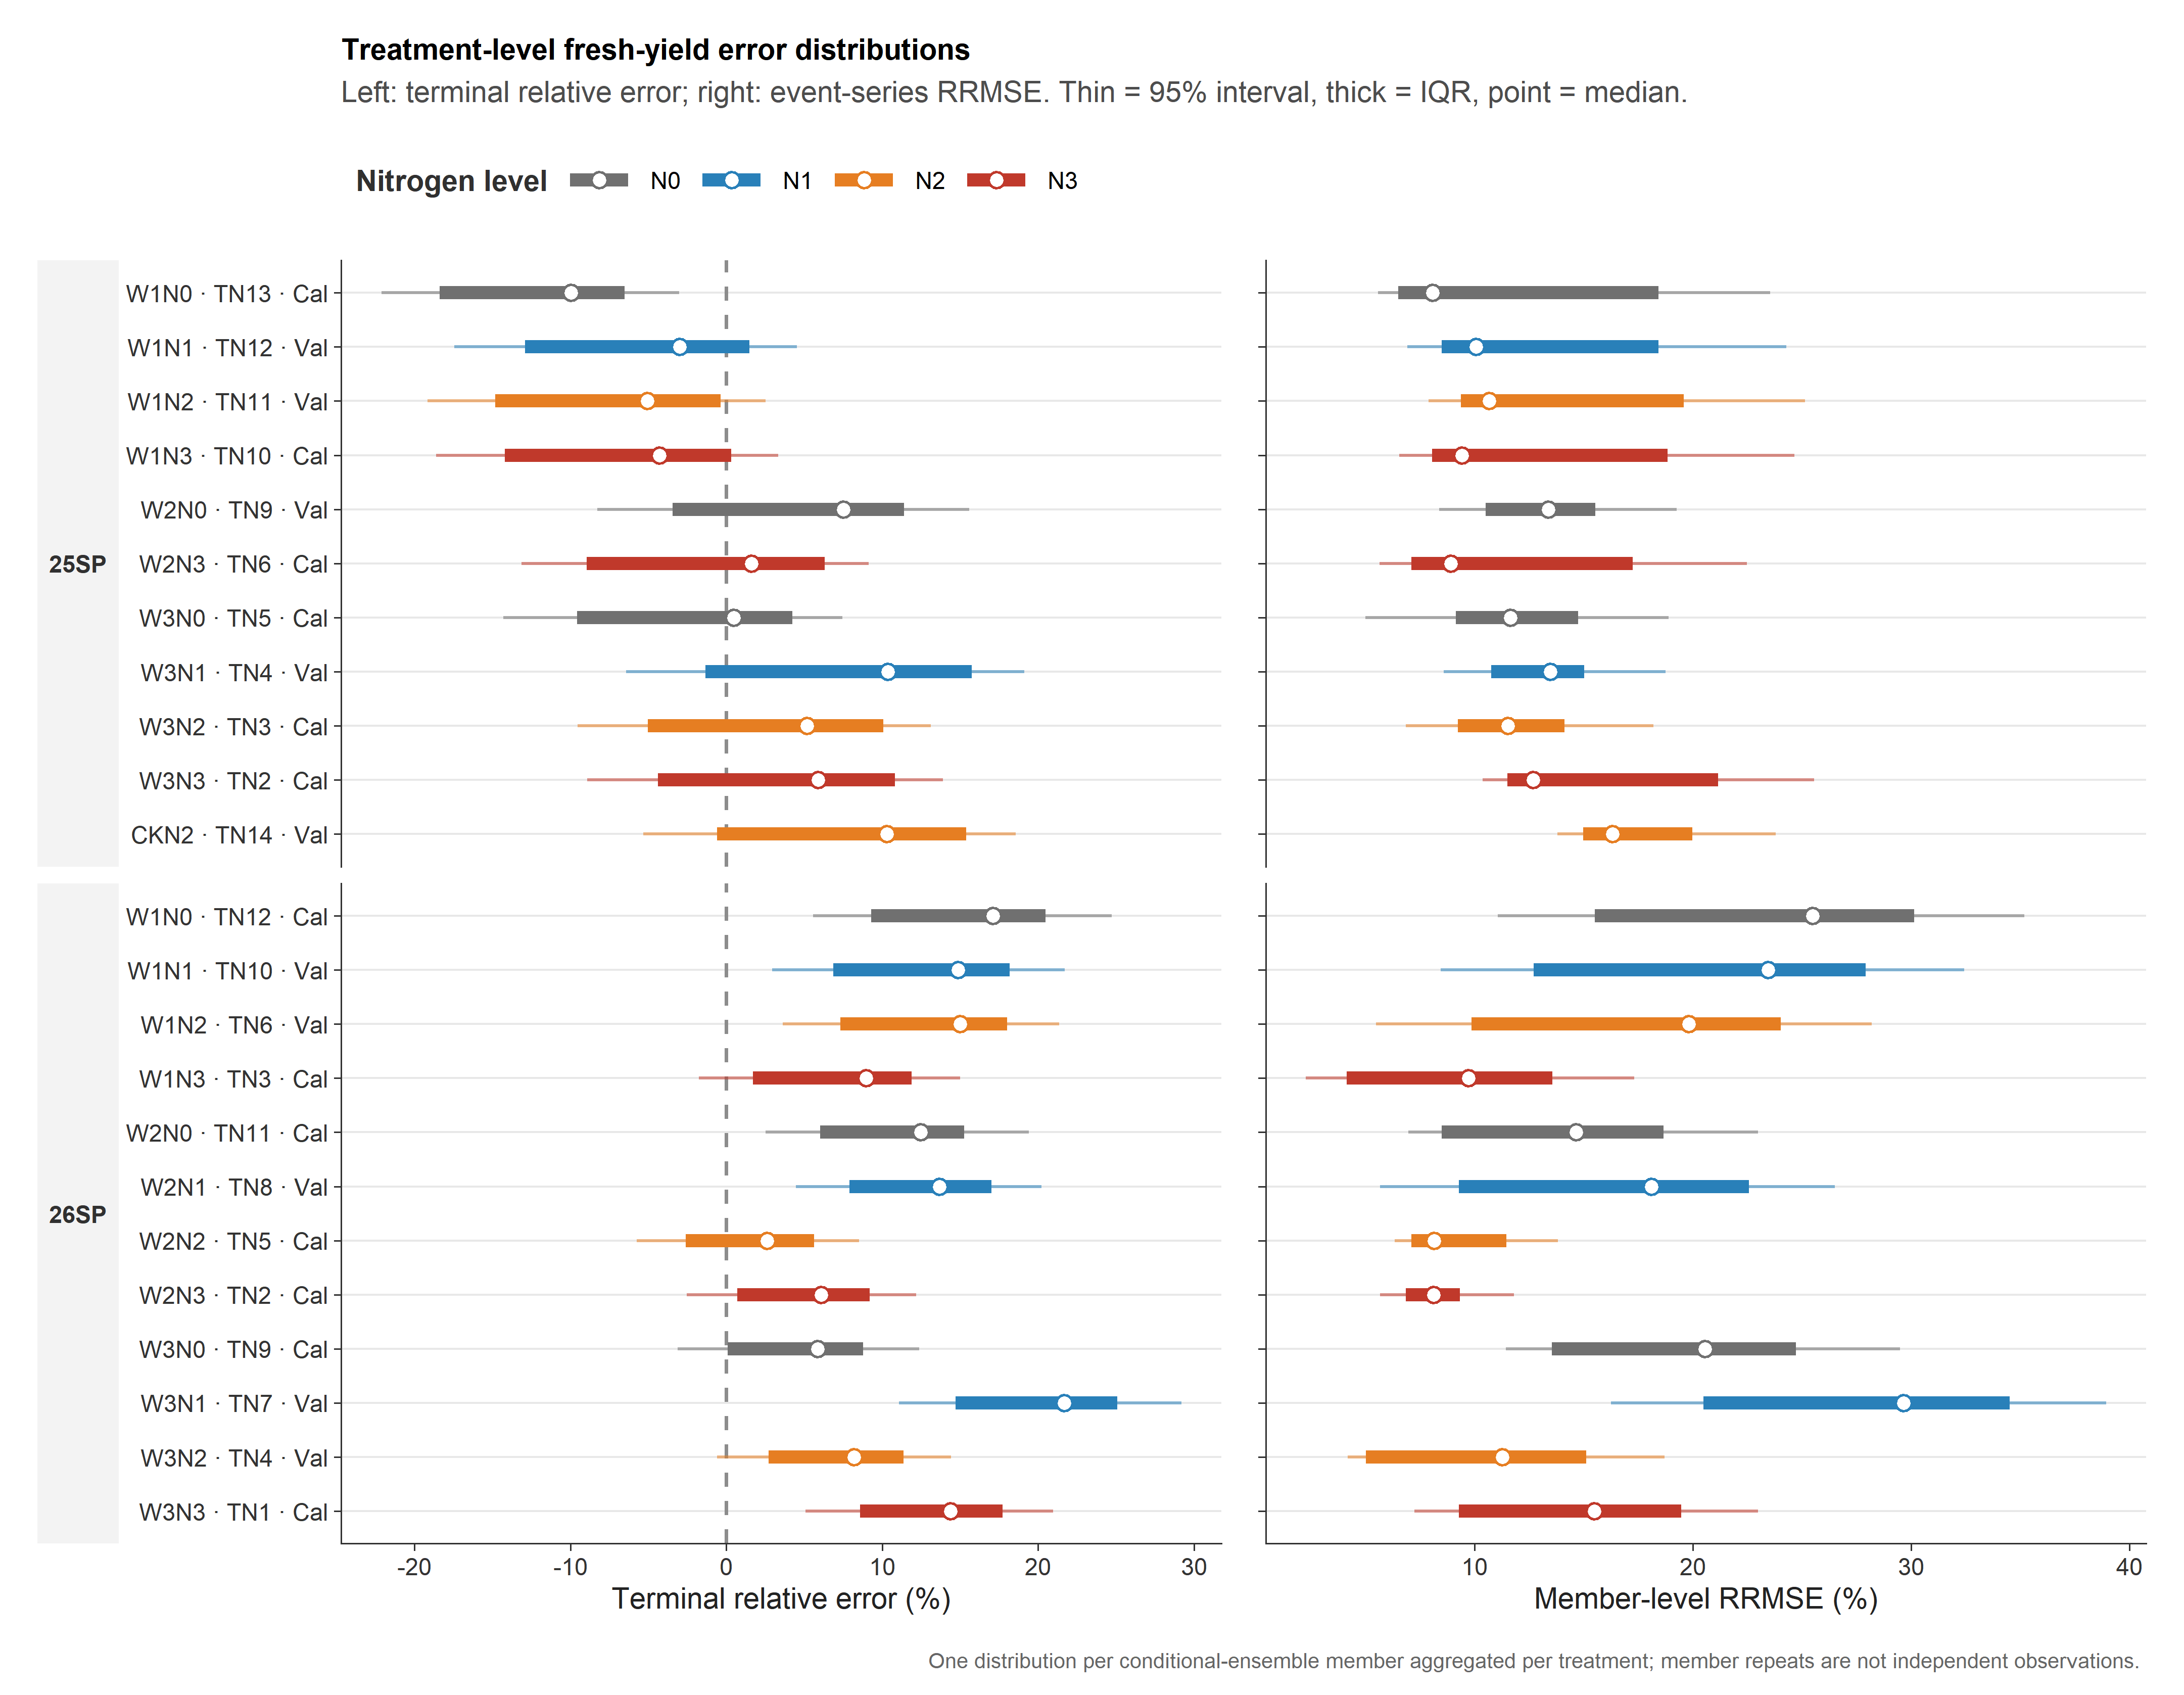 Treatment-level fresh-yield error distributions
Left: terminal relative error; right: event-series RRMSE. Thin = 95% interval, thick = IQR, point = median.
Nitrogen level N0 N1 N2 N3
25SP
W1N0 · TN13 · Cal
W1N1 · TN12 · Val
W1N2 · TN11 · Val
W1N3 · TN10 · Cal
W2N0 · TN9 · Val
W2N3 · TN6 · Cal
W3N0 · TN5 · Cal
W3N1 · TN4 · Val
W3N2 · TN3 · Cal
W3N3 · TN2 · Cal
CKN2 · TN14 · Val
26SP
W1N0 · TN12 · Cal
W1N1 · TN10 · Val
W1N2 · TN6 · Val
W1N3 · TN3 · Cal
W2N0 · TN11 · Cal
W2N1 · TN8 · Val
W2N2 · TN5 · Cal
W2N3 · TN2 · Cal
W3N0 · TN9 · Cal
W3N1 · TN7 · Val
W3N2 · TN4 · Val
W3N3 · TN1 · Cal
-20 -10 0 10 20 30
Terminal relative error (%)
10 20 30 40
Member-level RRMSE (%)
One distribution per conditional-ensemble member aggregated per treatment; member repeats are not independent observations.